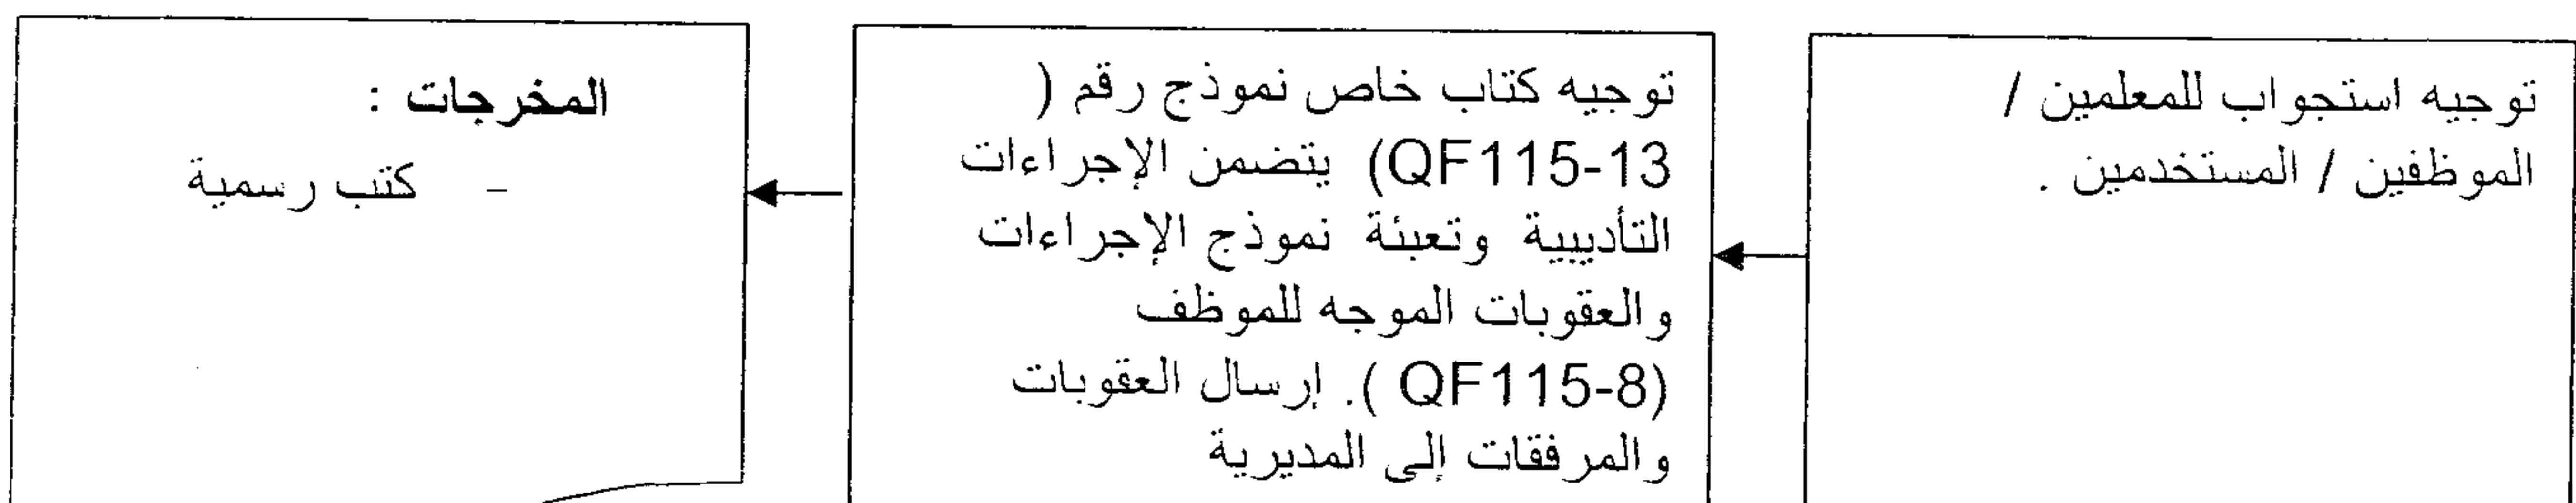 توجيه استجواب للمعلمين /
الموظفين / المستخدمين .
توجيه كتاب خاص نموذج رقم (
QF115-13) يتضمن الإجراءات
التأديبية وتعبئة نموذج الإجراءات
والعقوبات الموجه للموظف
(QF115-8 ). إرسال العقوبات
والمرفقات إلى المديرية
المخرجات :
- كتب رسمية